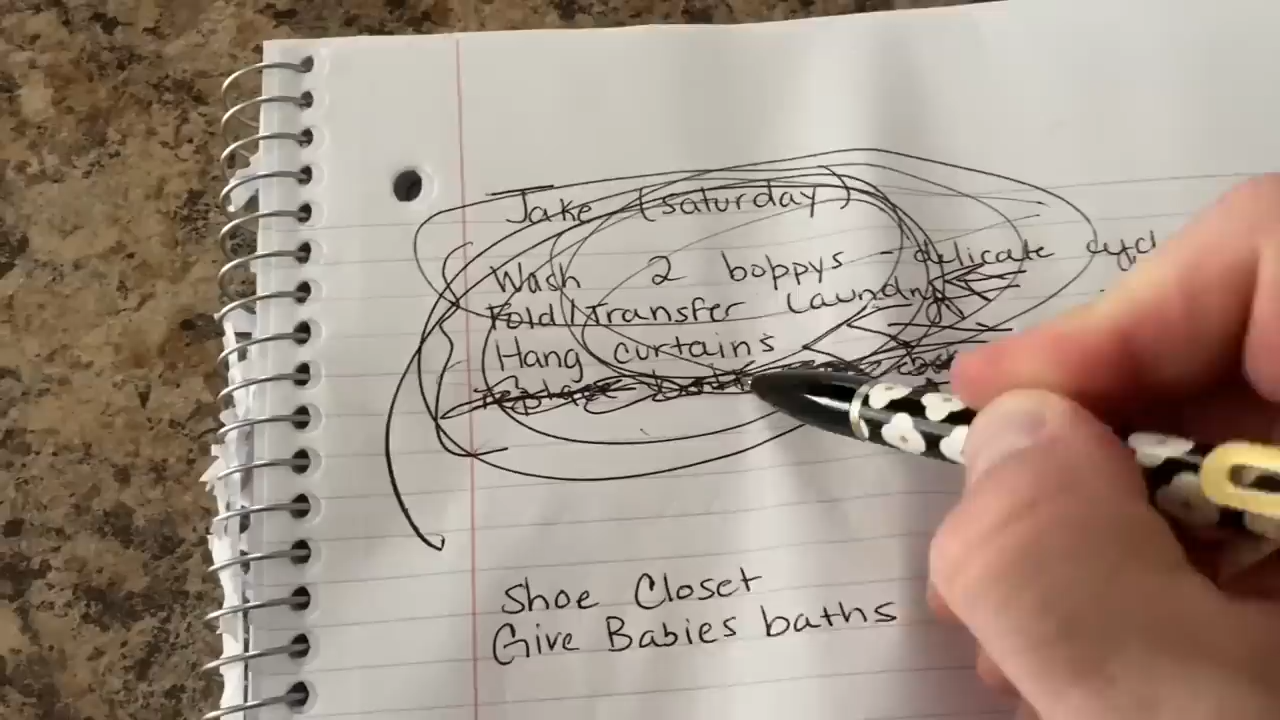 Jake (Saturday)
Wash 2 boppys - delicate
Fold/Transfer Laundry
Hang curtains
Shoe Closet
Give Babies baths